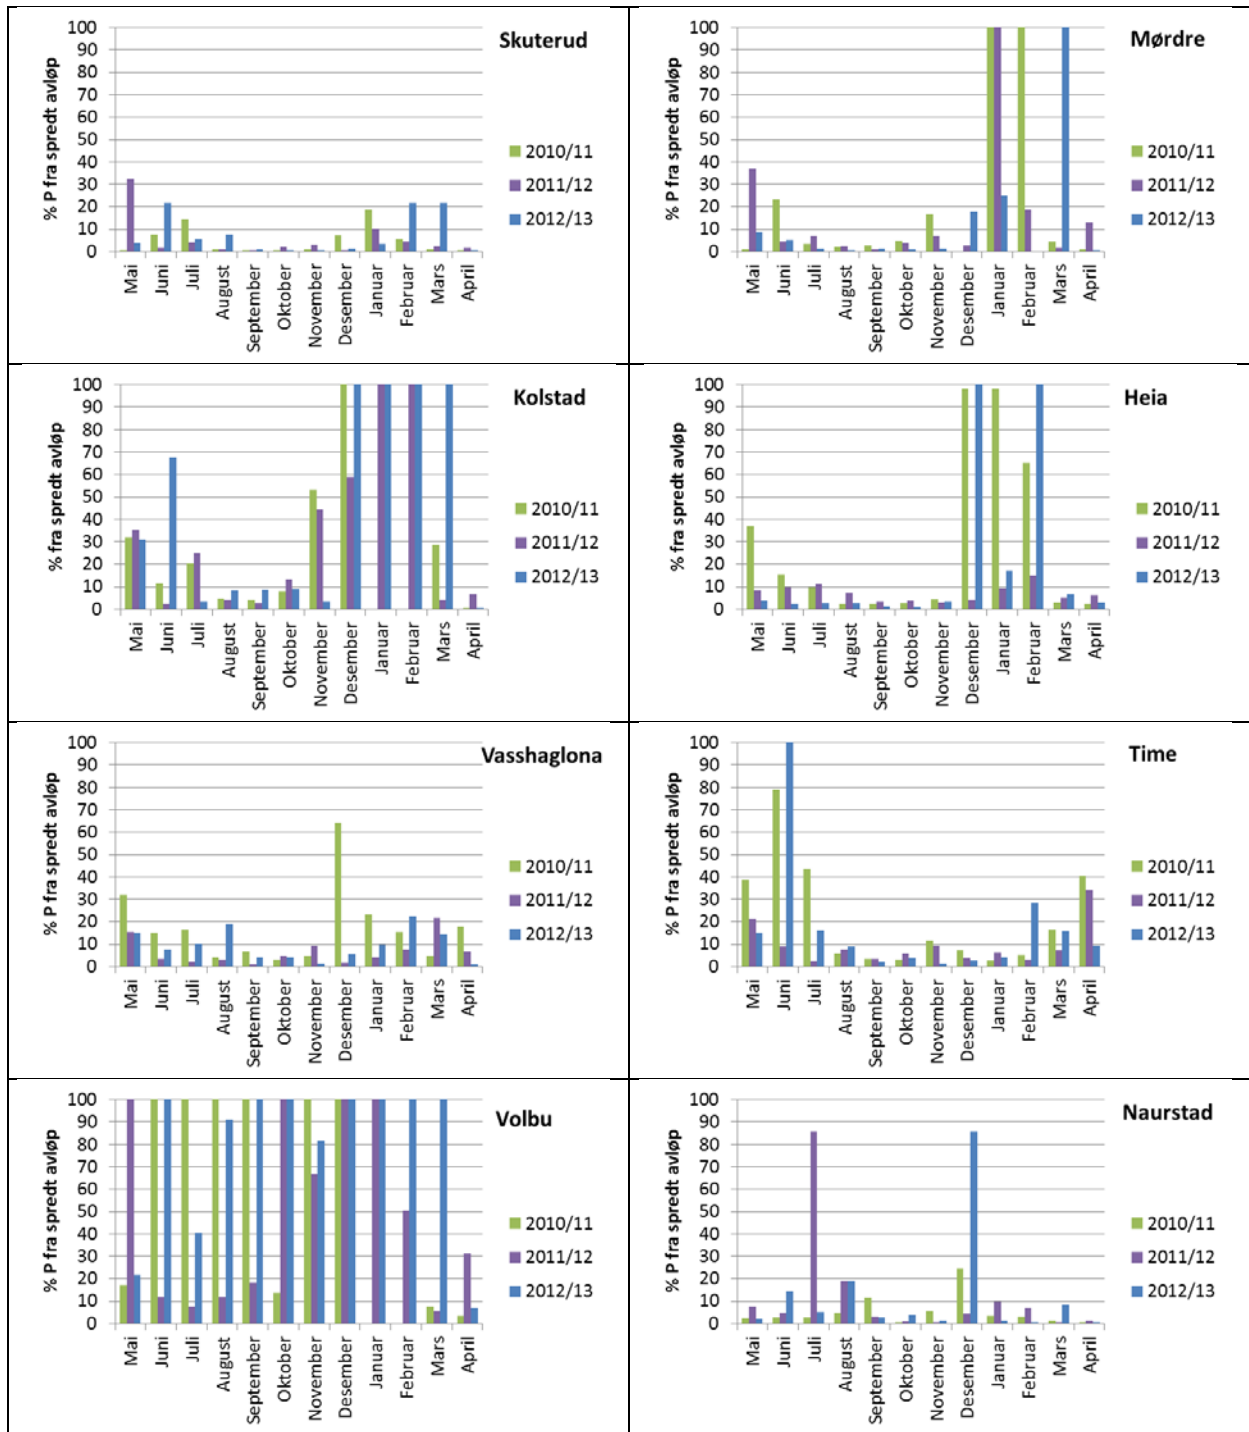 Skuterud
% P fra spredt avløp
100
90
80
70
60
50
40
30
20
10
0
Mai
Juni
Juli
August
September
Oktober
November
Desember
Januar
Februar
Mars
April
2010/11
2011/12
2012/13
Mørdre
% P fra spredt avløp
100
90
80
70
60
50
40
30
20
10
0
Mai
Juni
Juli
August
September
Oktober
November
Desember
Januar
Februar
Mars
April
2010/11
2011/12
2012/13
Kolstad
% fra spredt avløp
100
90
80
70
60
50
40
30
20
10
0
Mai
Juni
Juli
August
September
Oktober
November
Desember
Januar
Februar
Mars
April
2010/11
2011/12
2012/13
Heia
% P fra spredt avløp
100
90
80
70
60
50
40
30
20
10
0
Mai
Juni
Juli
August
September
Oktober
November
Desember
Januar
Februar
Mars
April
2010/11
2011/12
2012/13
Vasshaglona
% P fra spredt avløp
100
90
80
70
60
50
40
30
20
10
0
Mai
Juni
Juli
August
September
Oktober
November
Desember
Januar
Februar
Mars
April
2010/11
2011/12
2012/13
Time
% P fra spredt avløp
100
90
80
70
60
50
40
30
20
10
0
Mai
Juni
Juli
August
September
Oktober
November
Desember
Januar
Februar
Mars
April
2010/11
2011/12
2012/13
Volbu
% P fra spredt avløp
100
90
80
70
60
50
40
30
20
10
0
Mai
Juni
Juli
August
September
Oktober
November
Desember
Januar
Februar
Mars
April
2010/11
2011/12
2012/13
Naurstad
% P fra spredt avløp
100
90
80
70
60
50
40
30
20
10
0
Mai
Juni
Juli
August
September
Oktober
November
Desember
Januar
Februar
Mars
April
2010/11
2011/12
2012/13